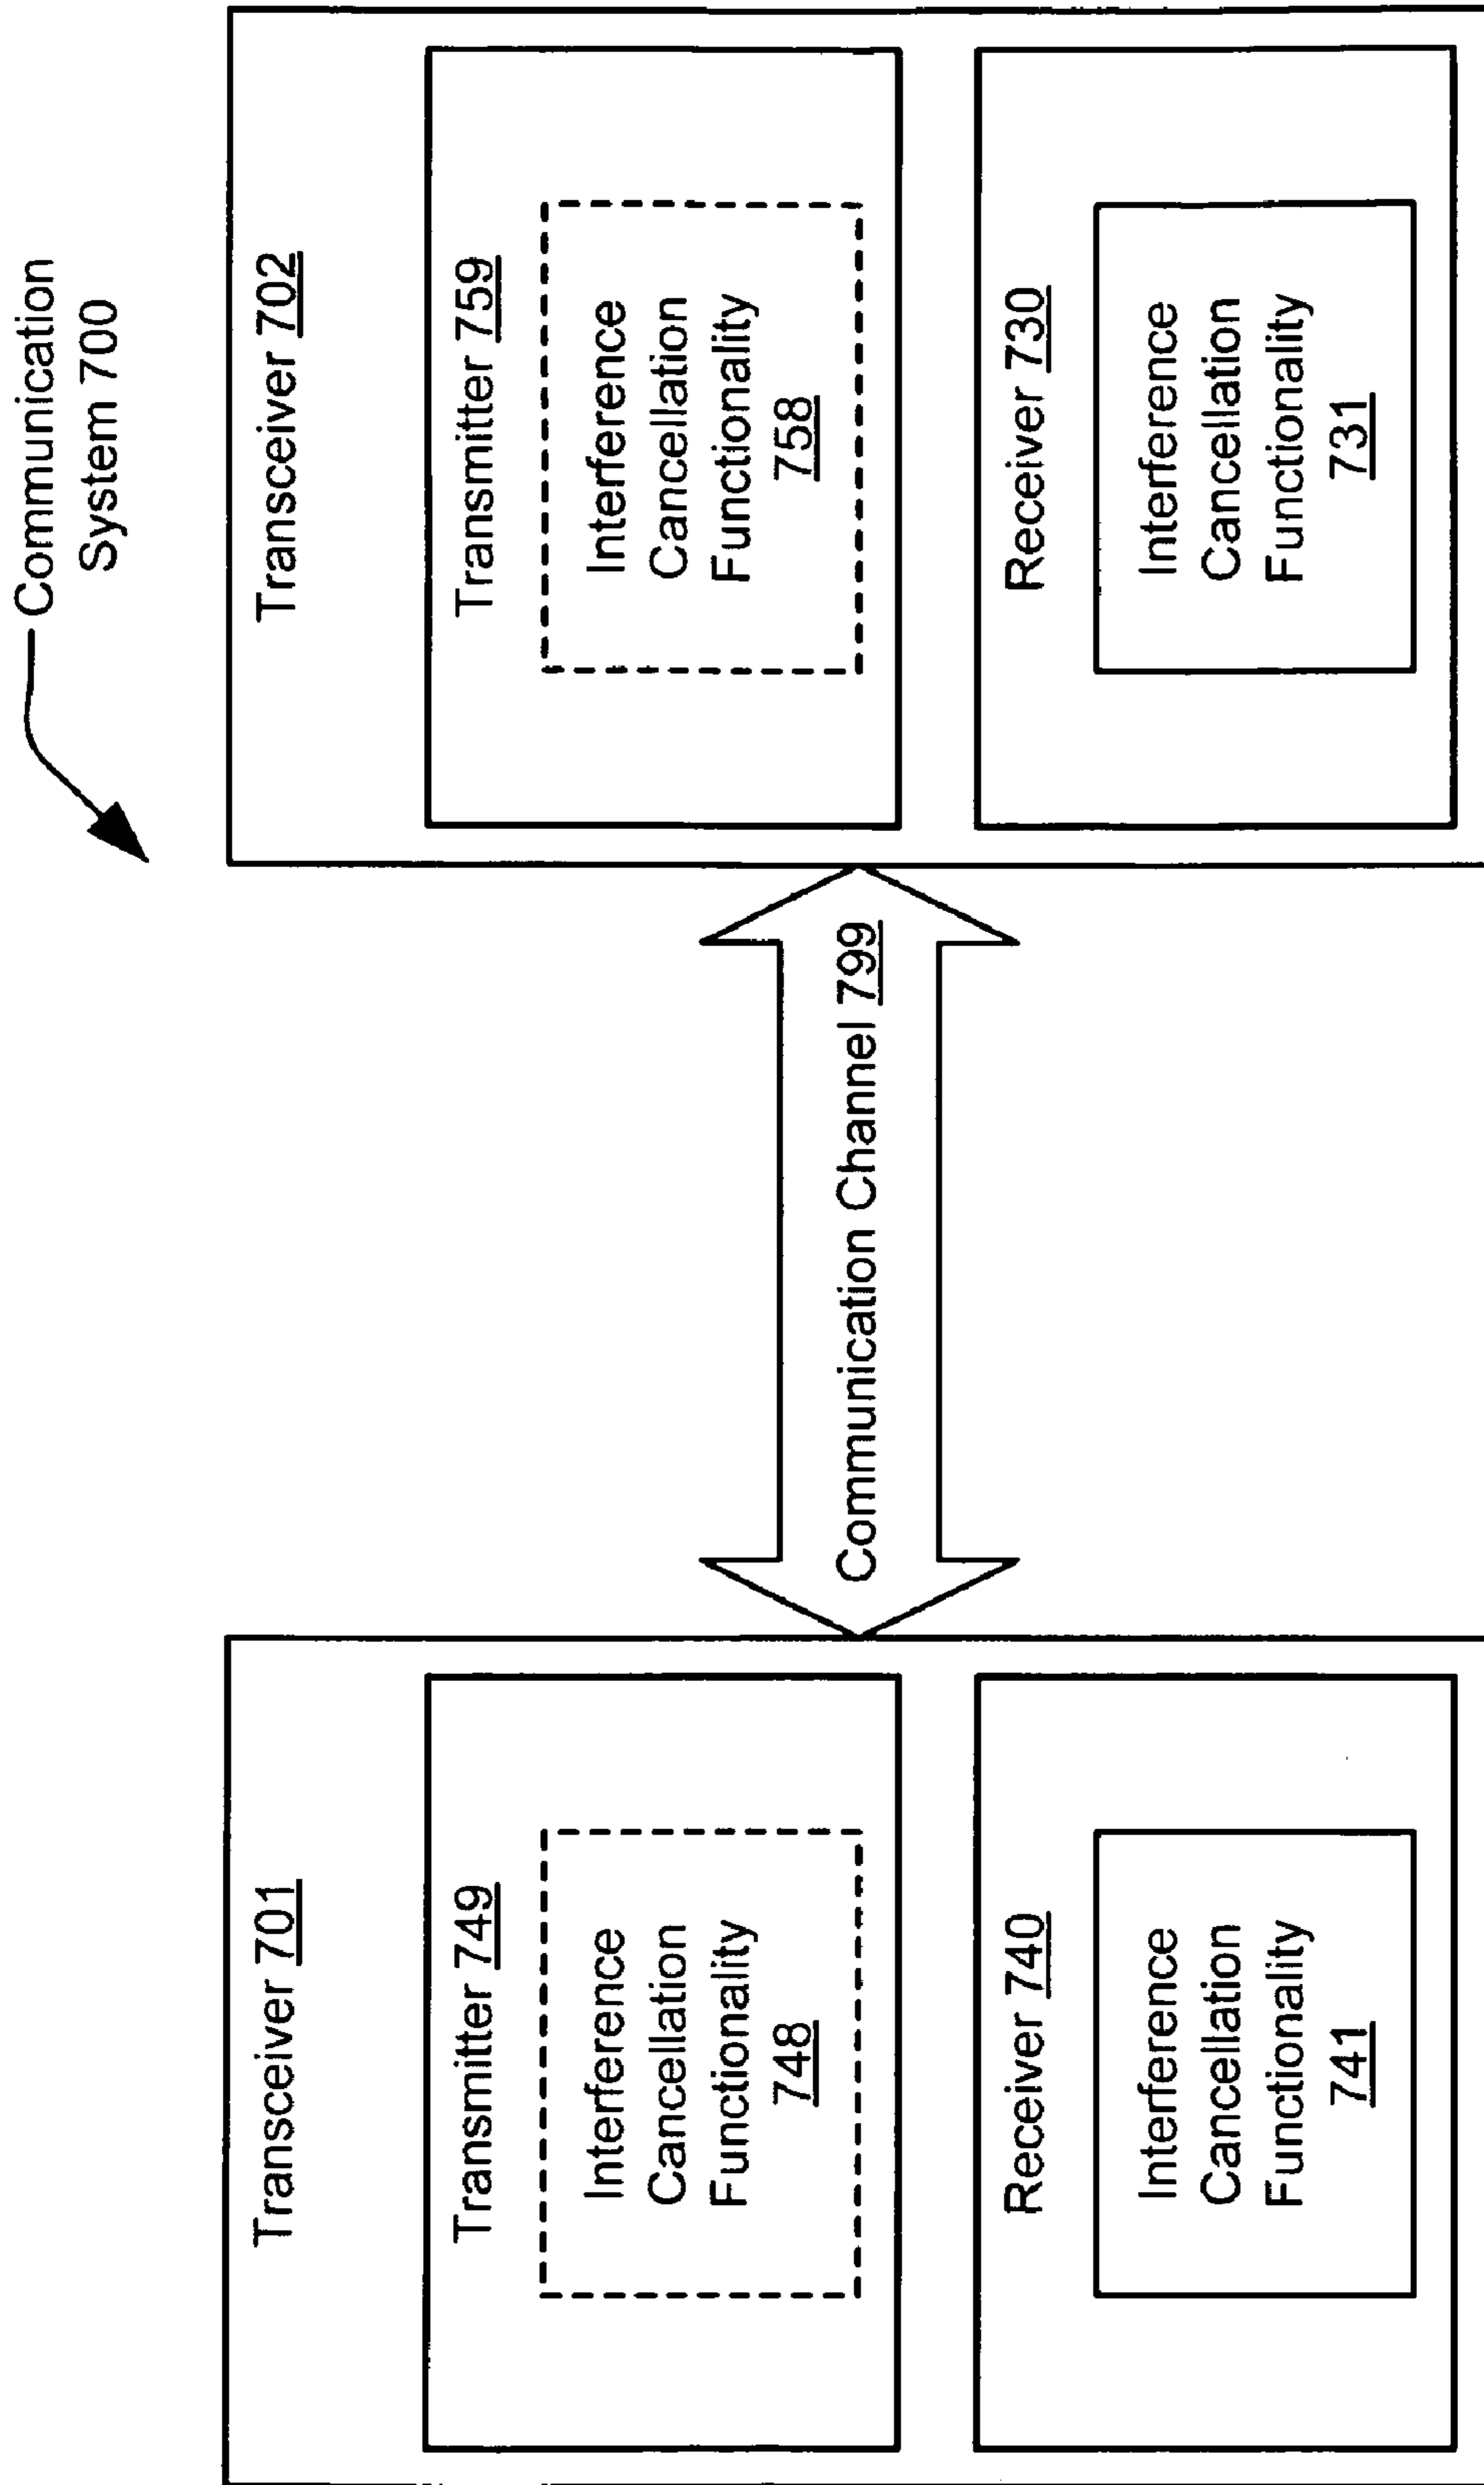 Communication
System 700
Transceiver 701
Transmitter 749
Interference
Cancellation
Functionality
748
Receiver 740
Interference
Cancellation
Functionality
741
Communication Channel 799
Transceiver 702
Transmitter 759
Interference
Cancellation
Functionality
758
Receiver 730
Interference
Cancellation
Functionality
731